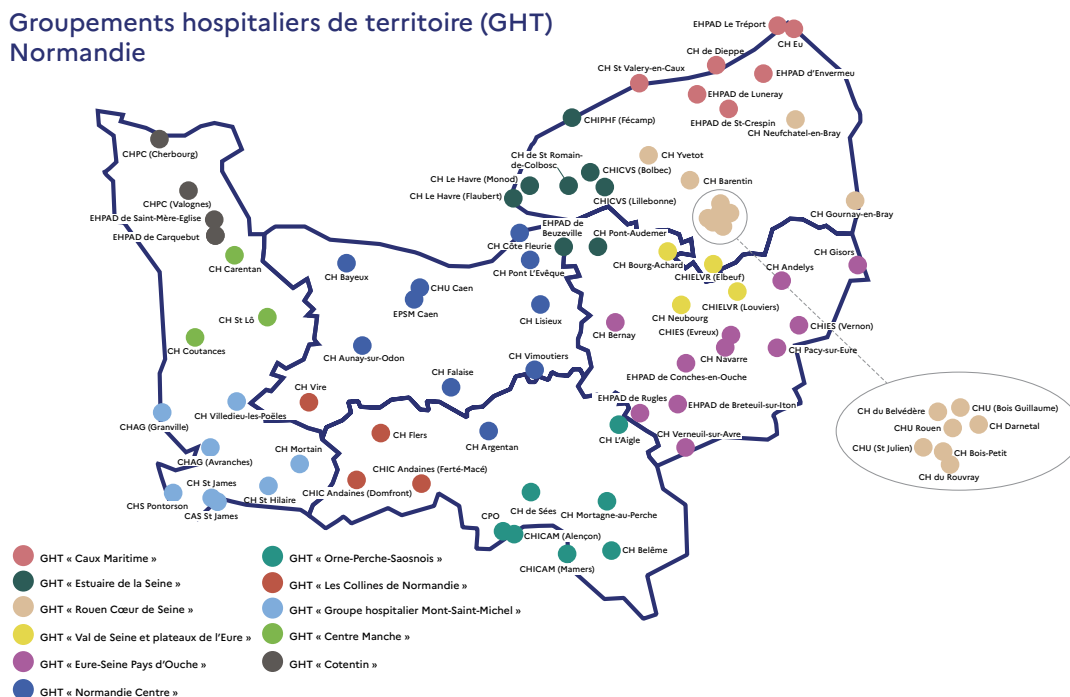 Groupements hospitaliers de territoire (GHT)
Normandie
EHPAD Le Tréport
CH Eu
CH de Dieppe
CH St Valery-en-Caux
EHPAD d'Envermeu
EHPAD de Luneray
EHPAD de St-Crespin
CH Neufchatel-en-Bray
CHIPHF (Fécamp)
CHPC (Cherbourg)
CH Yvetot
CH de St Romain-
de-Colbosc
CHICVS (Bolbec)
CH Le Havre (Monod)
CH Barentin
CH Le Havre (Flaubert)
CHICVS (Lillebonne)
CHPC (Valognes)
EHPAD de Saint-Mère-Eglise
EHPAD de Carquebut
CH Gournay-en-Bray
EHPAD de
Beuzeville
CH Pont-Audemer
CH Côte Fleurie
CH Gisors
CH Carentan
CH Bayeux
CH Pont L'Evêque
CH Bourg-Achard
CHIELVR (Elbeuf)
CH Andelys
CHU Caen
EPSM Caen
CH Lisieux
CHIELVR (Louviers)
CH Neubourg
CH St Lô
CH Bernay
CHIES (Evreux)
CHIES (Vernon)
CH Coutances
CH Aunay-sur-Odon
CH Vimoutiers
CH Navarre
CH Pacy-sur-Eure
EHPAD de Conches-en-Ouche
CH Falaise
CH Vire
EHPAD de Rugles
EHPAD de Breteuil-sur-Iton
CH Villedieu-les-Poëles
CHAG (Granville)
CH Flers
CH Argentan
CH L'Aigle
CH Verneuil-sur-Avre
CHAG (Avranches)
CH Mortain
CHIC Andaines (Ferté-Macé)
CH St James
CH St Hilaire
CHIC Andaines (Domfront)
CHS Pontorson
CAS St James
CH de Sées
CH Mortagne-au-Perche
CPO
CHICAM (Alençon)
CH Belême
CHICAM (Mamers)
CH du Belvédère
CHU (Bois Guillaume)
CHU Rouen
CH Darnetal
CHU (St Julien)
CH Bois-Petit
CH du Rouvray
GHT « Caux Maritime »
GHT « Estuaire de la Seine »
GHT « Rouen Cœur de Seine »
GHT « Val de Seine et plateaux de l'Eure »
GHT « Eure-Seine Pays d'Ouche »
GHT « Normandie Centre »
GHT « Orne-Perche-Saosnois »
GHT « Les Collines de Normandie »
GHT « Groupe hospitalier Mont-Saint-Michel »
GHT « Centre Manche »
GHT « Cotentin »